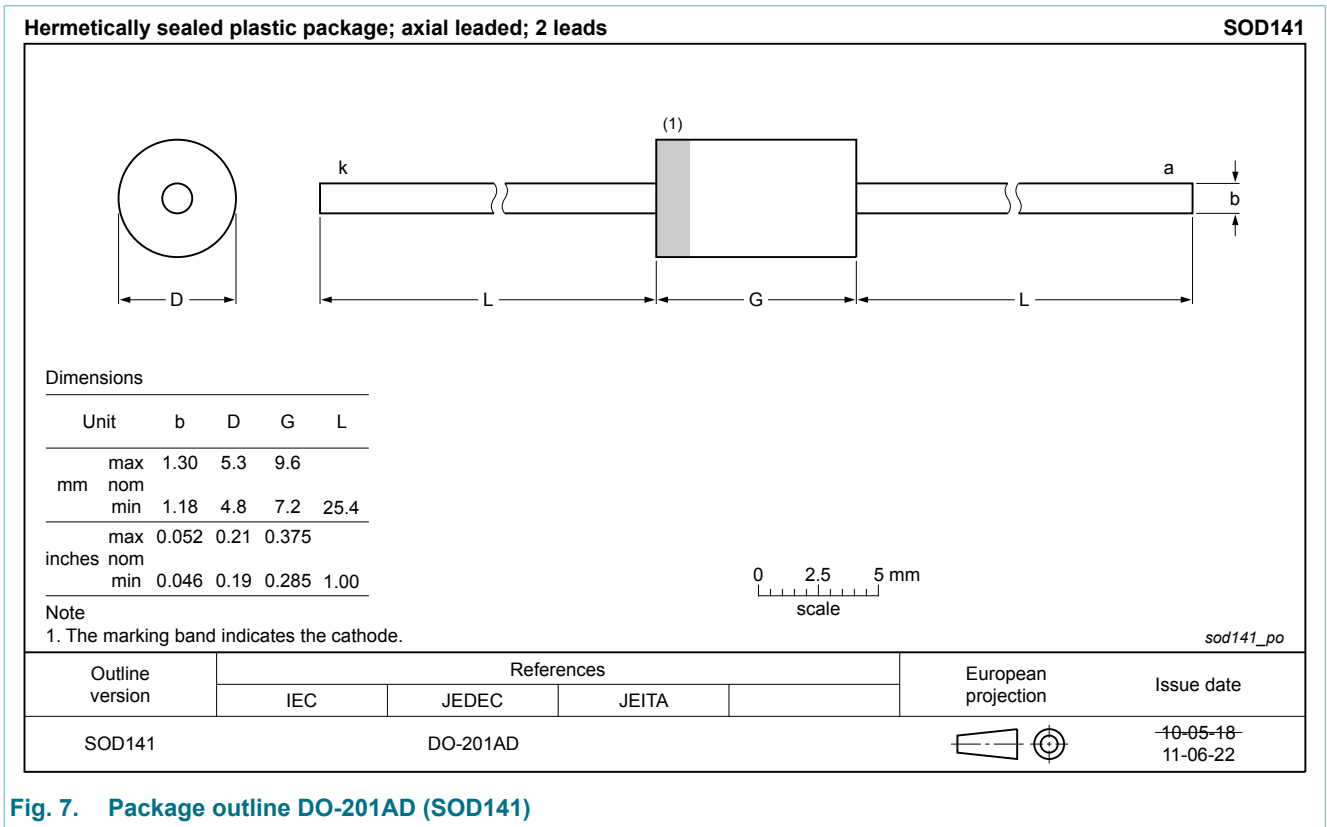 Hermetically sealed plastic package; axial leaded; 2 leads SOD141
(1)
k a
b
D L G L
Dimensions
Unit b D G L
max 1.30 5.3 9.6
mm nom
min 1.18 4.8 7.2 25.4
max 0.052 0.21 0.375
inches nom
min 0.046 0.19 0.285 1.00
0 2.5 5 mm
scale
Note
1. The marking band indicates the cathode.
sod141_po
Outline version References European projection Issue date
IEC JEDEC JEITA
SOD141 DO-201AD 10-05-18
11-06-22
Fig. 7. Package outline DO-201AD (SOD141)